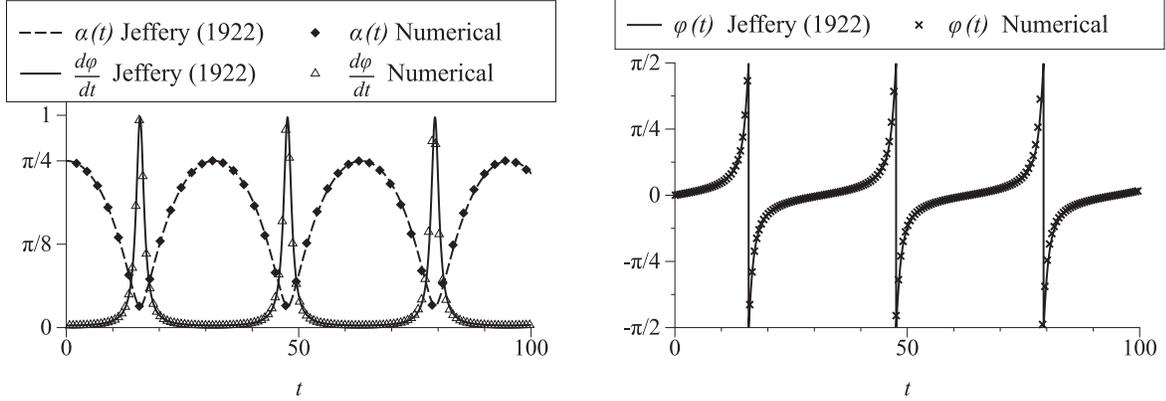 α(t) Jeffery (1922) α(t) Numerical
dφ/dt Jeffery (1922) dφ/dt Numerical
1
π/4
π/8
0
0 50 100
t
φ(t) Jeffery (1922) φ(t) Numerical
π/2
π/4
0
-π/4
-π/2
0 50 100
t